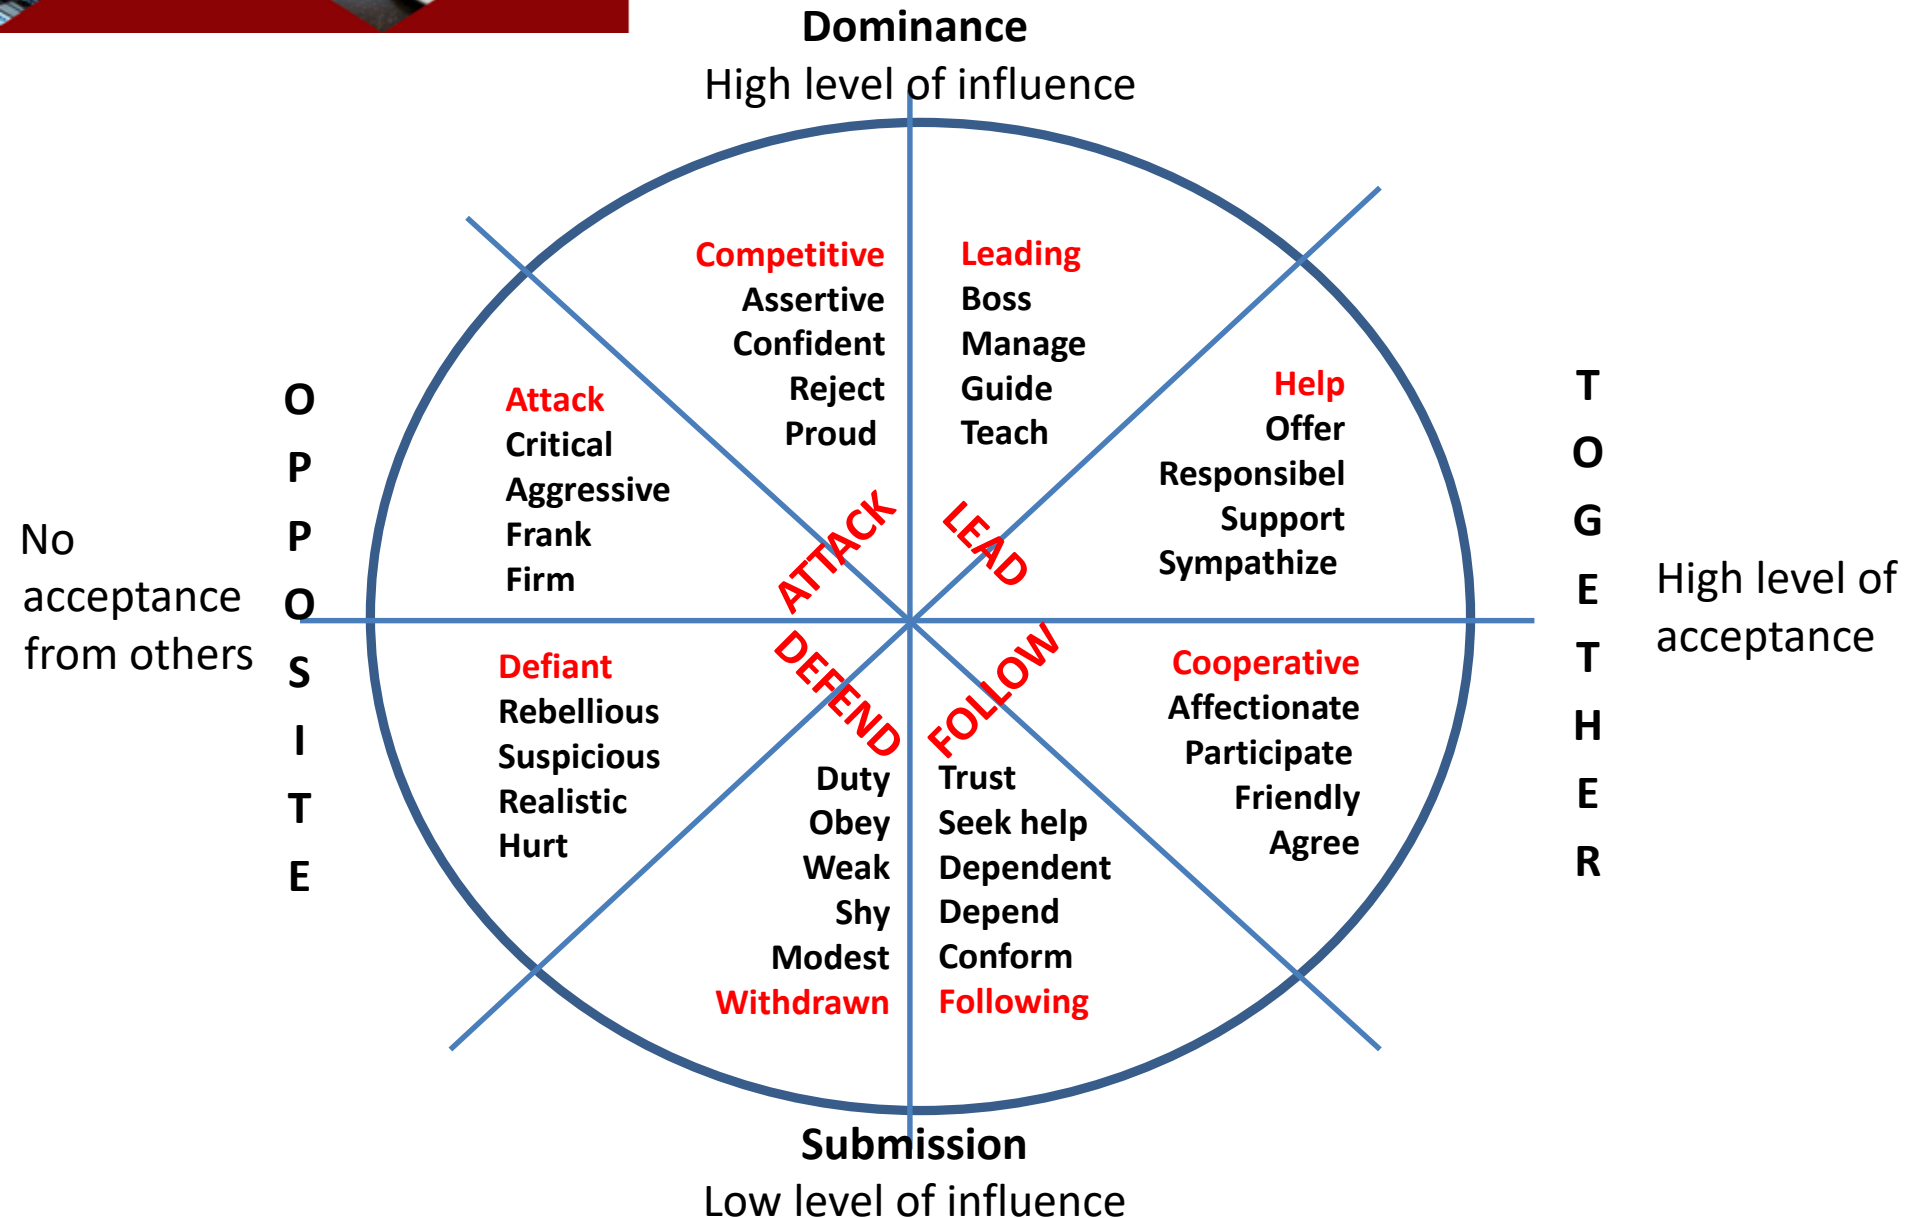 Dominance
High level of influence
Competitive
Assertive
Confident
Reject
Proud
Leading
Boss
Manage
Guide
Teach
Attack
Critical
Aggressive
Frank
Firm
Help
Offer
Responsibel
Support
Sympathize
OPPOSITE
TOGETHER
No
acceptance
from others
High level of
acceptance
ATTACK
LEAD
DEFEND
FOLLOW
Defiant
Rebellious
Suspicious
Realistic
Hurt
Duty
Obey
Weak
Shy
Modest
Withdrawn
Trust
Seek help
Dependent
Depend
Conform
Following
Cooperative
Affectionate
Participate
Friendly
Agree
Submission
Low level of influence